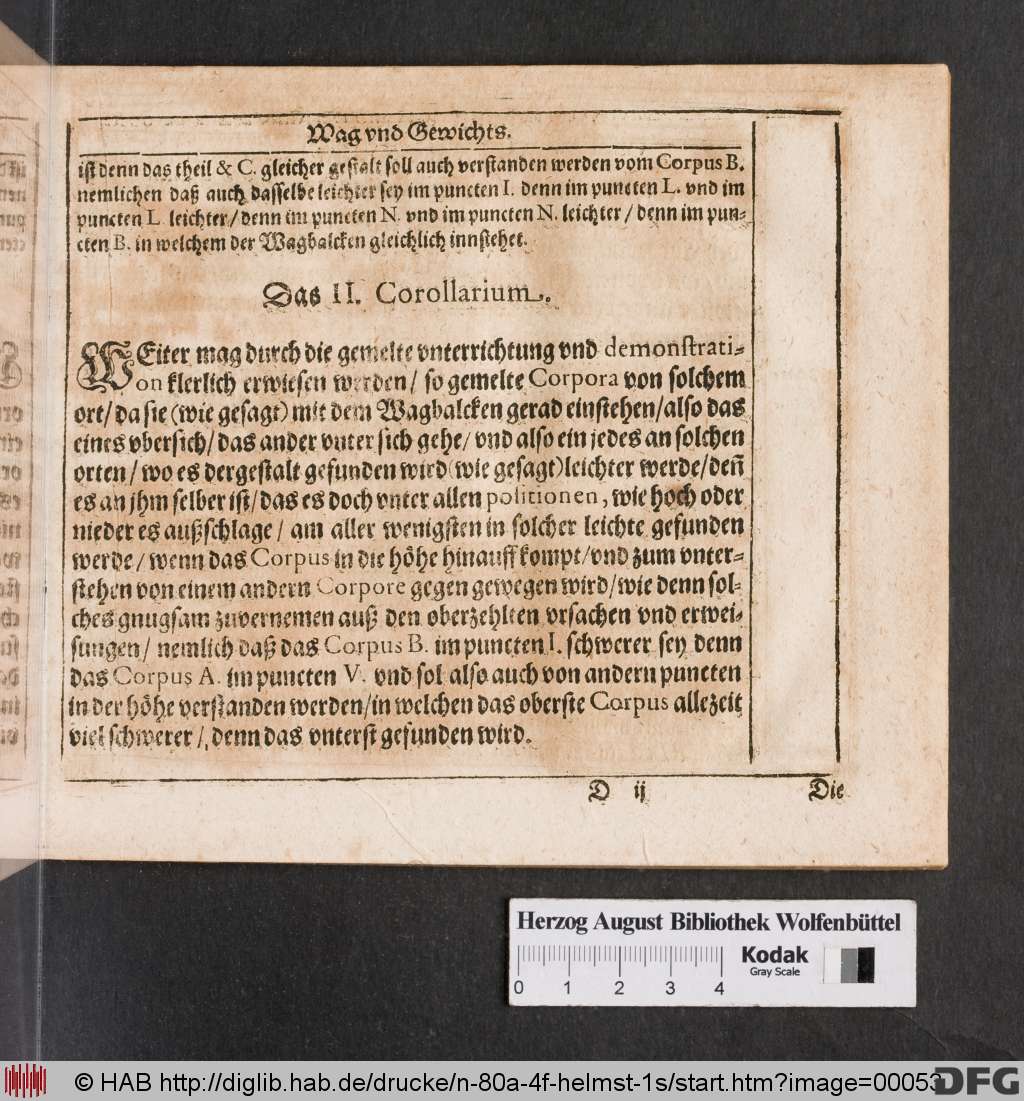 Wag vnd Gewichts.
ist denn das theil & C. gleicher gestalt soll auch verstanden werden vom Corpus B.
nemlichen daß auch dasselbe leichter sey im puncten I. denn im puncten L. vnd im
puncten L leichter / denn im puncten N. vnd im puncten N. leichter / denn im pun-
cten B. in welchem der Wagbalcken gleichlich innstehet.
Das II. Corollarium.
WEiter mag durch die gemelte vnterrichtung vnd demonstrati-
on klerlich erwiesen werden / so gemelte Corpora von solchem
ort / da sie (wie gesagt) mit dem Wagbalcken gerad einstehen / also das
eines vbersich / das ander vnter sich gehe / vnd also ein jedes an solchen
orten / wo es dergestalt gefunden wird (wie gesagt) leichter werde / deñ
es an jhm selber ist / das es doch vnter allen positionen, wie hoch oder
nieder es außschlage / am aller wenigsten in solcher leichte gefunden
werde / wenn das Corpus in die höhe hinauff kompt / vnd zum vnter-
stehen von einem andern Corpore gegen gewegen wird / wie denn sol-
ches gnugsam zuvernemen auß den oberzehlten vrsachen vnd erwei-
sungen / nemlich daß das Corpus B. im puncten I. schwerer sey denn
das Corpus A. im puncten V. vnd sol also auch von andern puncten
in der höhe verstanden werden / in welchen das oberste Corpus allezeit
viel schwerer / denn das vnterst gefunden wird.
D ij
Die
Herzog August Bibliothek Wolfenbüttel
Kodak
Gray Scale
0 1 2 3 4
© HAB http://diglib.hab.de/drucke/n-80a-4f-helmst-1s/start.htm?image=00053
DFG